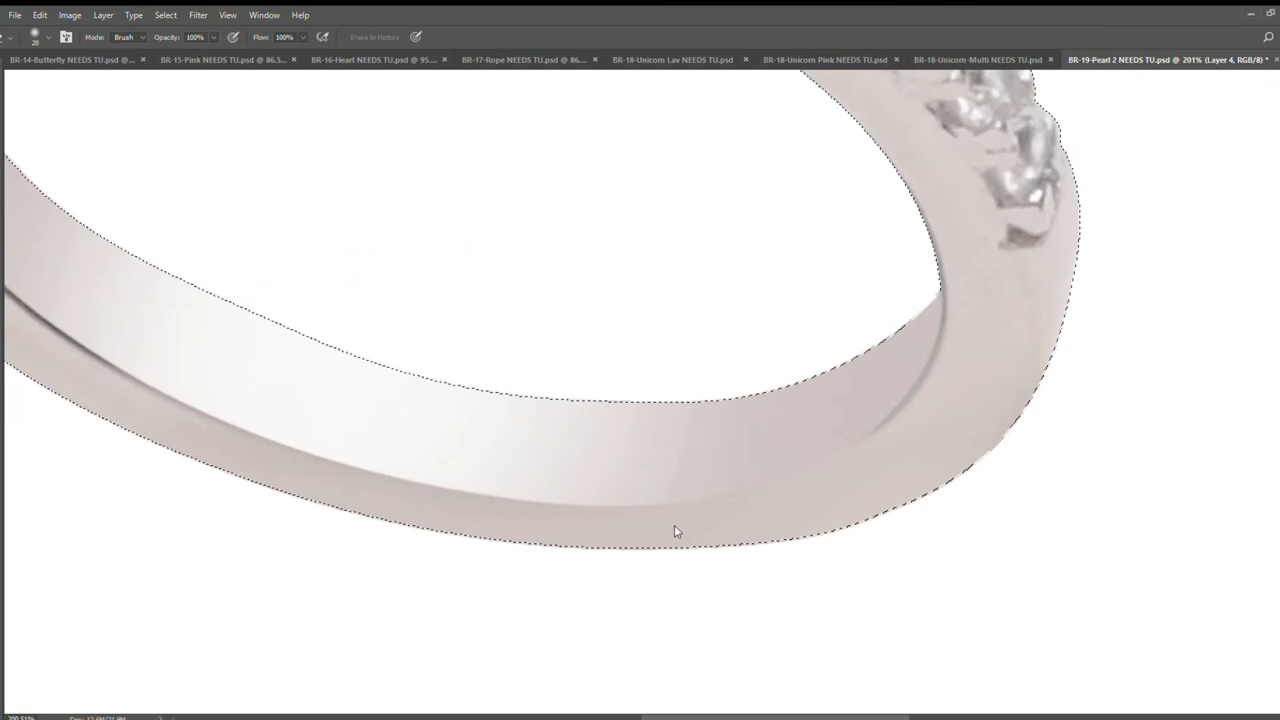 File Edit Image Layer Type Select Filter View Window Help
28 Mode: Brush Opacity: 100% Flow: 100% Erase to History
BR-14-Butterfly NEEDS TU.psd @... × BR-15-Pink NEEDS TU.psd @ 86.5... × BR-16-Heart NEEDS TU.psd @ 95.... × BR-17-Rope NEEDS TU.psd @ 86.... × BR-18-Unicorn Lav NEEDS TU.psd × BR-18-Unicorn Pink NEEDS TU.psd × BR-18-Unicorn-Multi NEEDS TU.psd × BR-19-Pearl 2 NEEDS TU.psd @ 201% (Layer 4, RGB/8) * ×